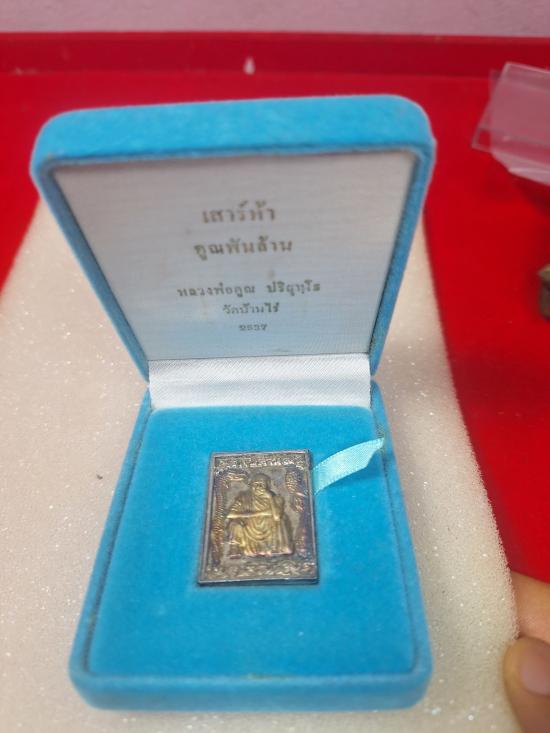 เสาร์ห้า
คูณพันล้าน
หลวงพ่อคูณ ปริสุทฺโธ
วัดบ้านไร่
2537